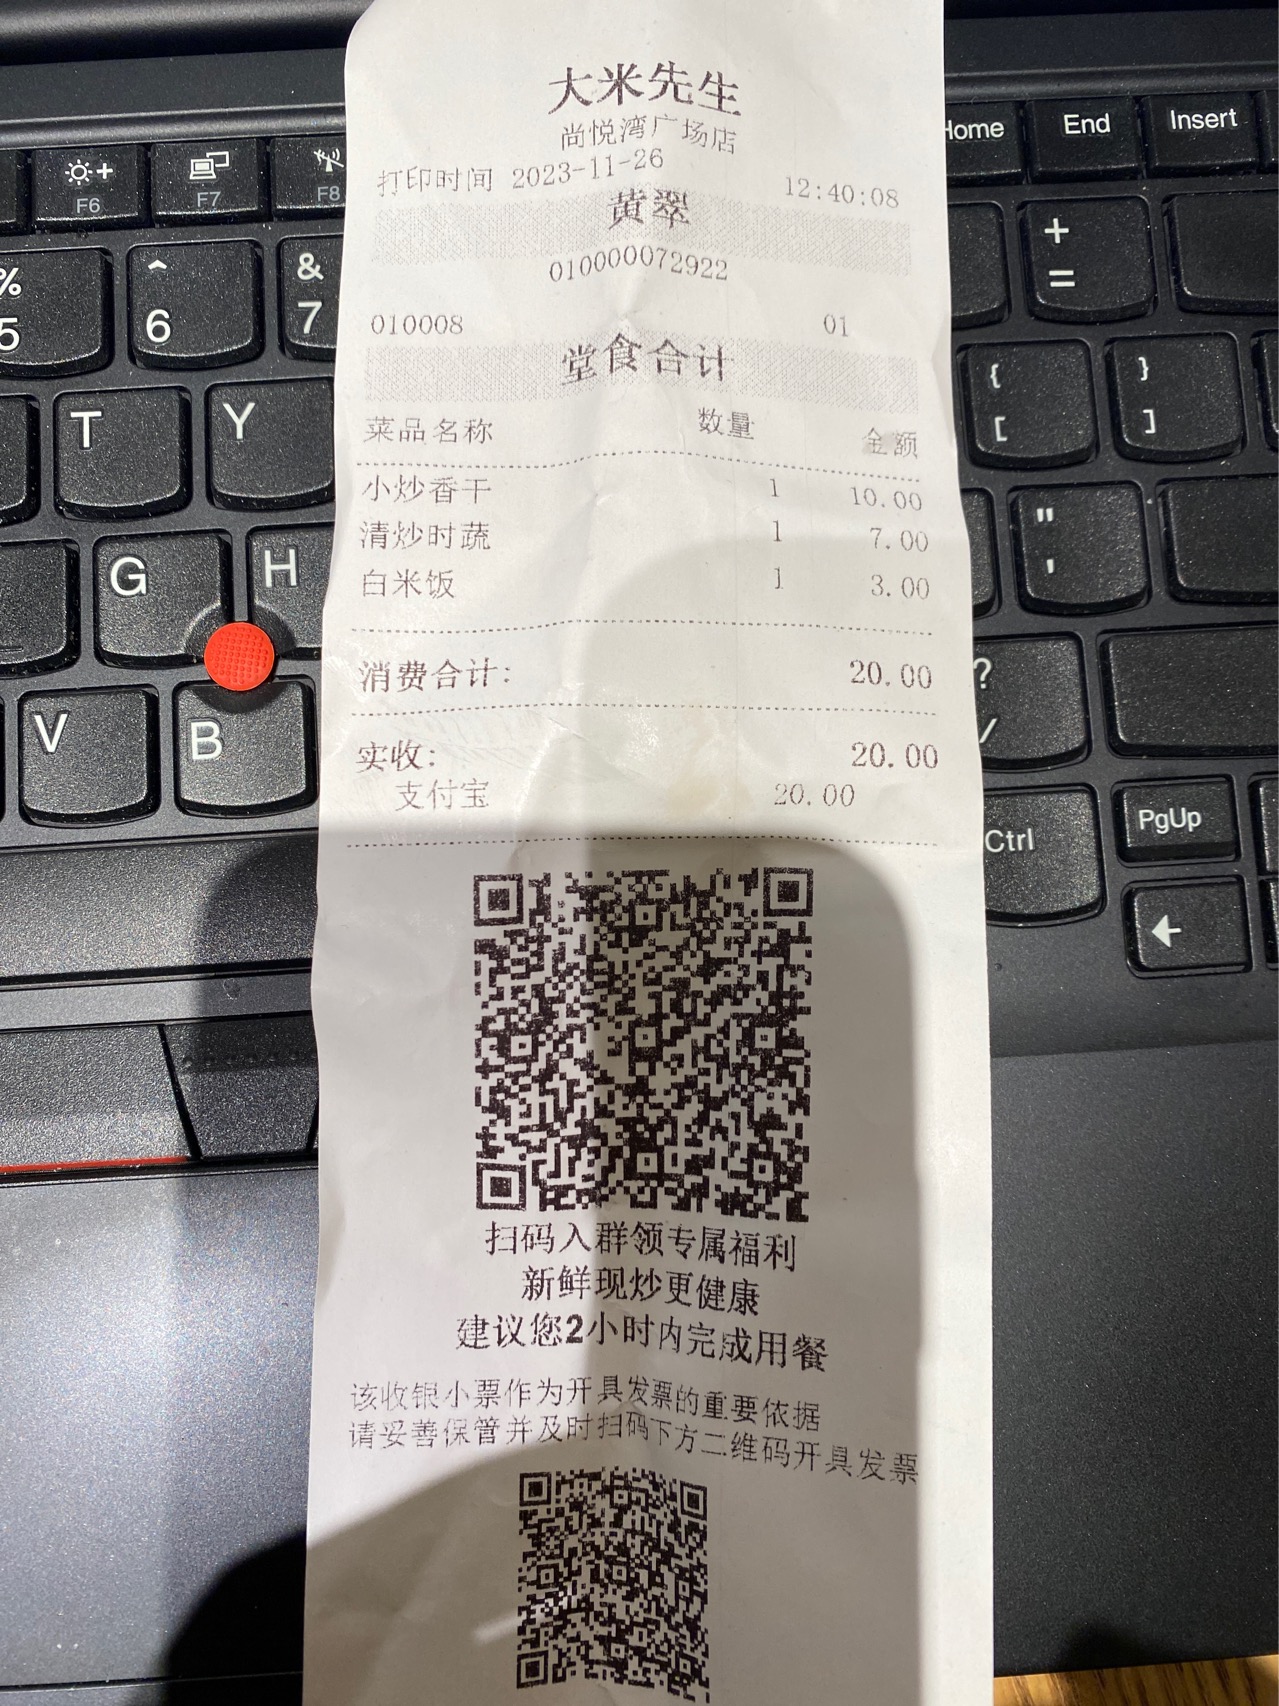 大米先生
尚悦湾广场店
打印时间 2023-11-26 12:40:08
黄翠
010000072922
010008 01
堂食合计
菜品名称 数量 金额
小炒香干 1 10.00
清炒时蔬 1 7.00
白米饭 1 3.00
消费合计: 20.00
实收: 20.00
支付宝 20.00
扫码入群领专属福利
新鲜现炒更健康
建议您2小时内完成用餐
该收银小票作为开具发票的重要依据
请妥善保管并及时扫码下方二维码开具发票
F6 F7 F8
% 5 ^ 6 & 7
T Y
G H
V B
Home End Insert
+ =
{ [ } ]
" '
? /
Ctrl PgUp